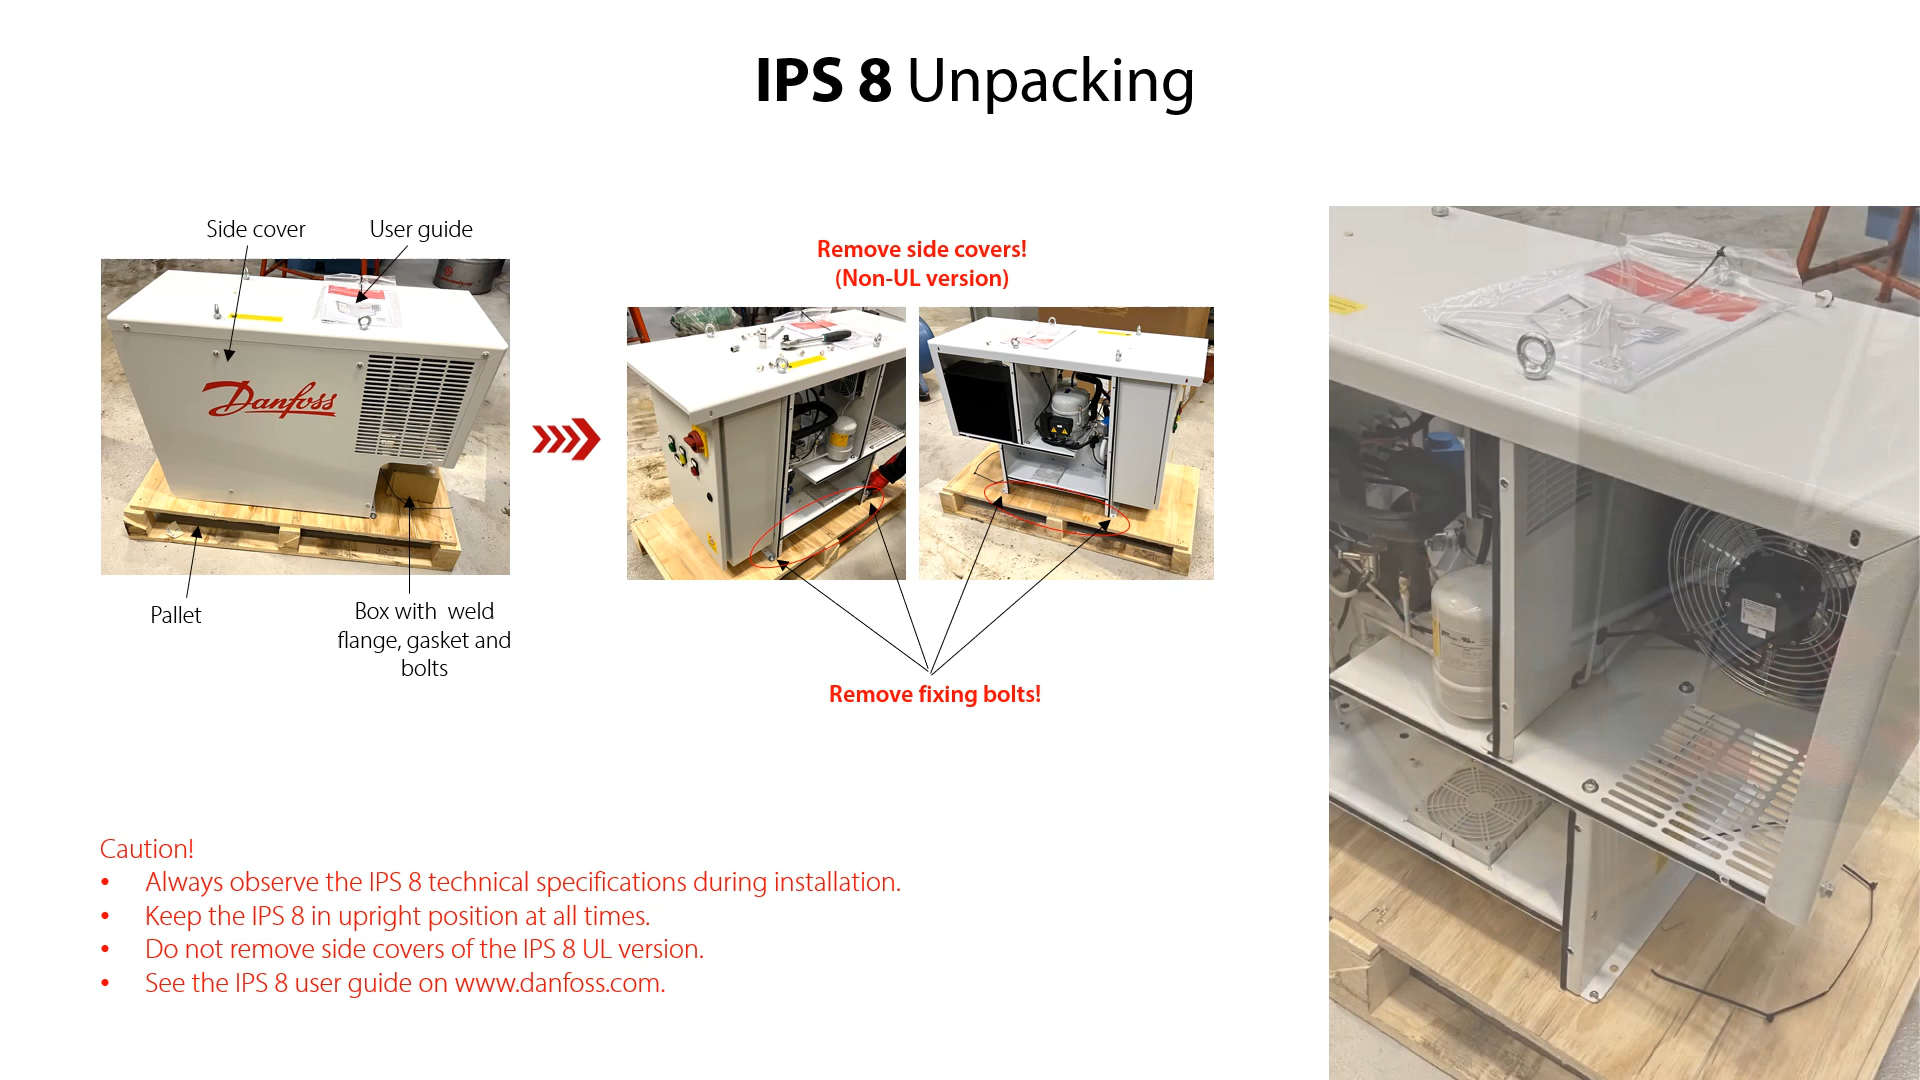 IPS 8 Unpacking
Side cover
User guide
Danfoss
Pallet
Box with weld
flange, gasket and
bolts
Remove side covers!
(Non-UL version)
Remove fixing bolts!
Caution!
• Always observe the IPS 8 technical specifications during installation.
• Keep the IPS 8 in upright position at all times.
• Do not remove side covers of the IPS 8 UL version.
• See the IPS 8 user guide on www.danfoss.com.